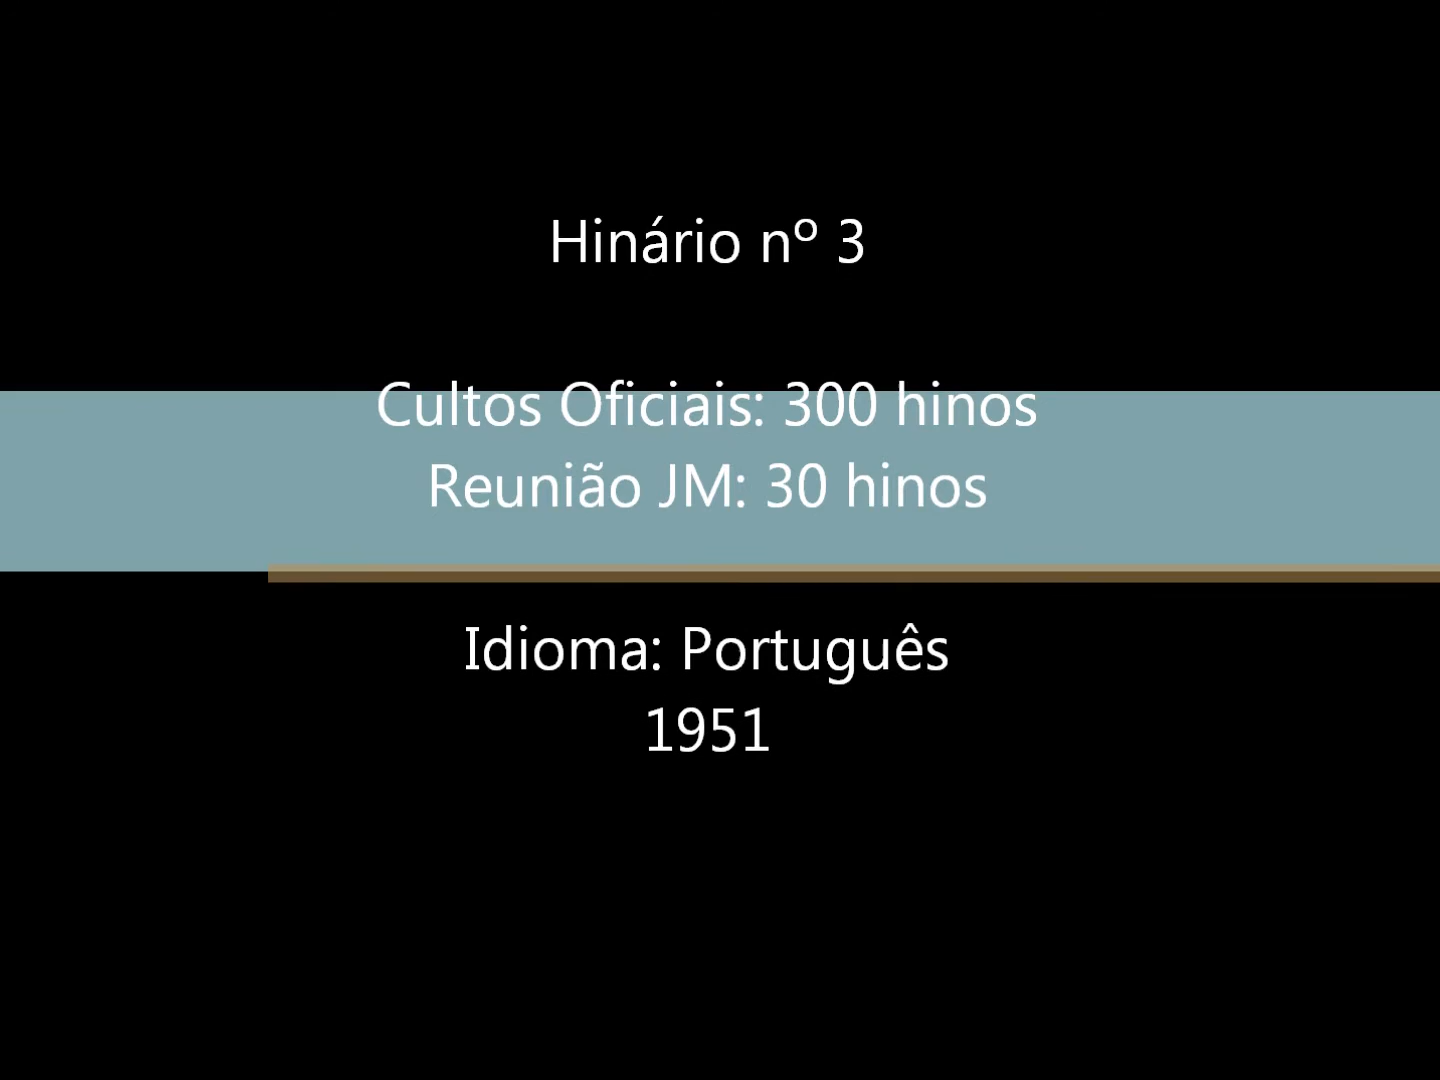 Hinário nº 3
Cultos Oficiais: 300 hinos
Reunião JM: 30 hinos
Idioma: Português
1951